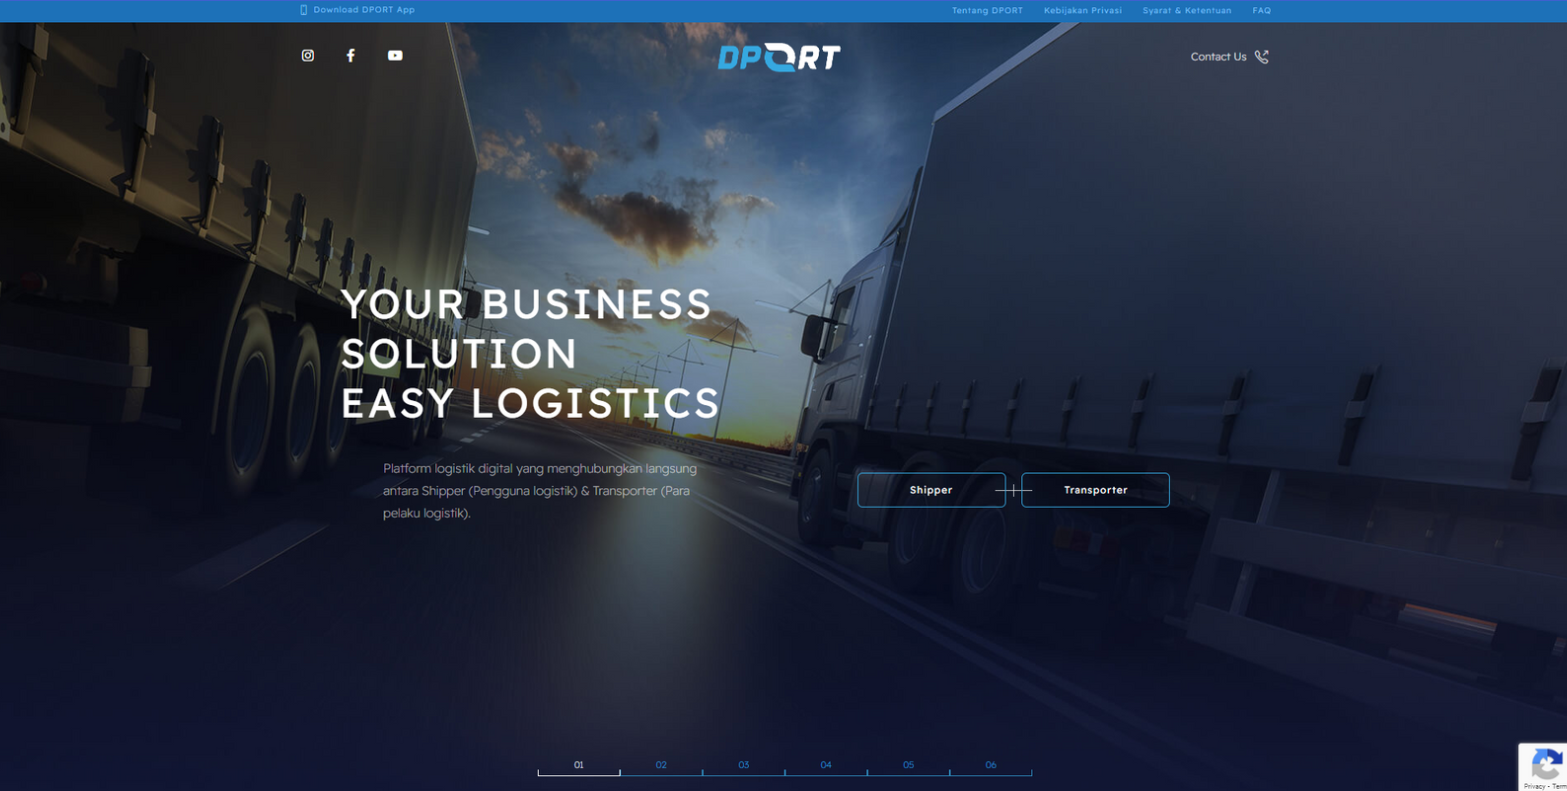 Download DPORT App
Tentang DPORT
Kebijakan Privasi
Syarat & Ketentuan
FAQ
DPORT
Contact Us
YOUR BUSINESS
SOLUTION
EASY LOGISTICS
Platform logistik digital yang menghubungkan langsung
antara Shipper (Pengguna logistik) & Transporter (Para
pelaku logistik).
Shipper
Transporter
01
02
03
04
05
06
Privacy - Term